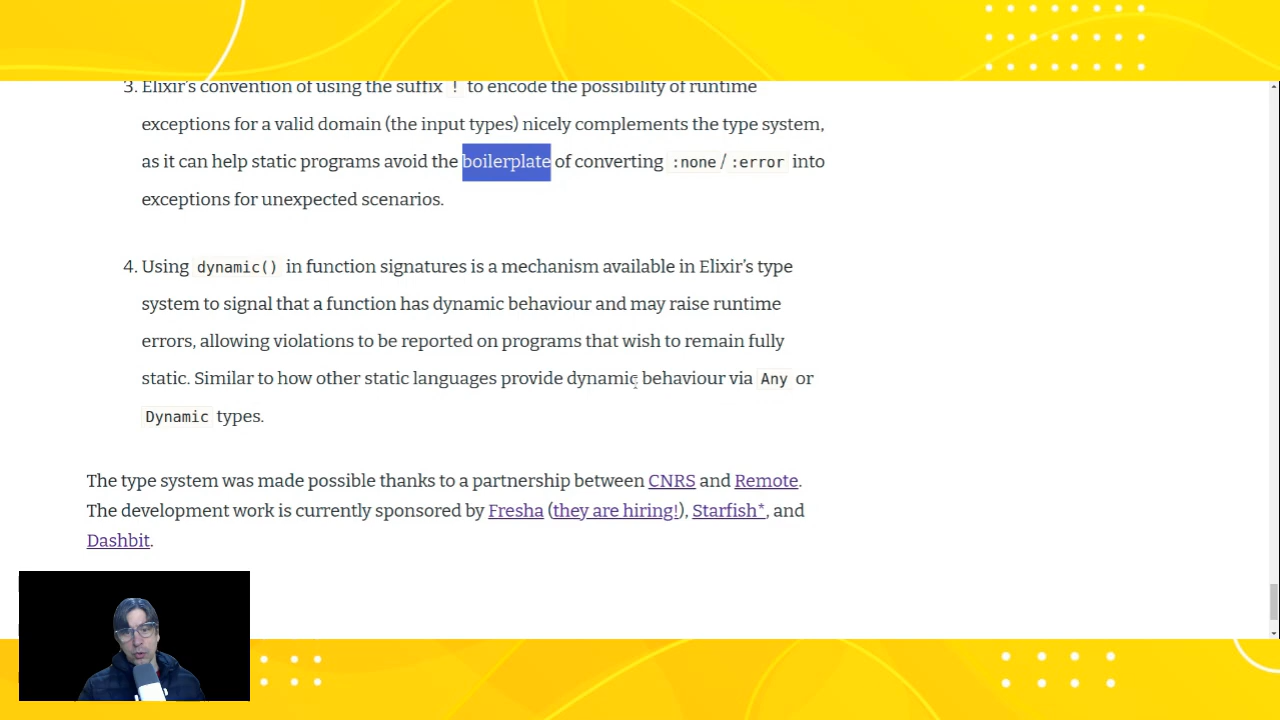 3. Elixir's convention of using the suffix ! to encode the possibility of runtime
exceptions for a valid domain (the input types) nicely complements the type system,
as it can help static programs avoid the boilerplate of converting :none / :error into
exceptions for unexpected scenarios.
4. Using dynamic() in function signatures is a mechanism available in Elixir's type
system to signal that a function has dynamic behaviour and may raise runtime
errors, allowing violations to be reported on programs that wish to remain fully
static. Similar to how other static languages provide dynamic behaviour via Any or
Dynamic types.
The type system was made possible thanks to a partnership between CNRS and Remote.
The development work is currently sponsored by Fresha (they are hiring!), Starfish*, and
Dashbit.